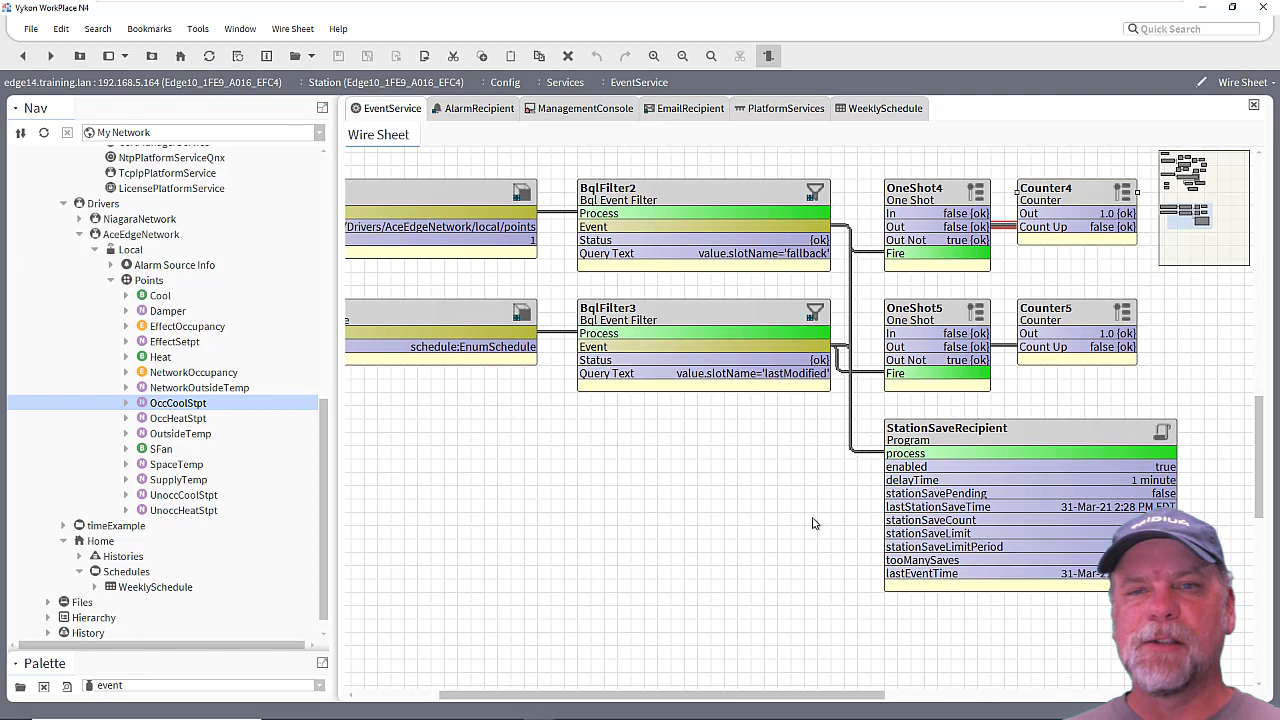 Vykon WorkPlace N4
File Edit Search Bookmarks Tools Window Wire Sheet Help
Quick Search
edge14.training.lan : 192.168.5.164 (Edge10_1FE9_A016_EFC4) Station (Edge10_1FE9_A016_EFC4) Config Services EventService Wire Sheet
Nav
My Network
NtpPlatformServiceQnx
TcpIpPlatformService
LicensePlatformService
Drivers
NiagaraNetwork
AceEdgeNetwork
Local
Alarm Source Info
Points
Cool
Damper
EffectOccupancy
EffectSetpt
Heat
NetworkOccupancy
NetworkOutsideTemp
OccCoolStpt
OccHeatStpt
OutsideTemp
SFan
SpaceTemp
SupplyTemp
UnoccCoolStpt
UnoccHeatStpt
timeExample
Home
Histories
Schedules
WeeklySchedule
Files
Hierarchy
History
Palette
event
EventService AlarmRecipient ManagementConsole EmailRecipient PlatformServices WeeklySchedule
Wire Sheet
/Drivers/AceEdgeNetwork/local/points
1
BqlFilter2
Bql Event Filter
Process
Event
Status {ok}
Query Text value.slotName='fallback'
OneShot4
One Shot
In false {ok}
Out false {ok}
Out Not true {ok}
Fire
Counter4
Counter
Out 1.0 {ok}
Count Up false {ok}
e
schedule:EnumSchedule
BqlFilter3
Bql Event Filter
Process
Event
Status {ok}
Query Text value.slotName='lastModified'
OneShot5
One Shot
In false {ok}
Out false {ok}
Out Not true {ok}
Fire
Counter5
Counter
Out 1.0 {ok}
Count Up false {ok}
StationSaveRecipient
Program
process
enabled true
delayTime 1 minute
stationSavePending false
lastStationSaveTime 31-Mar-21 2:28 PM EDT
stationSaveCount
stationSaveLimit
stationSaveLimitPeriod
tooManySaves
lastEventTime 31-Mar-2